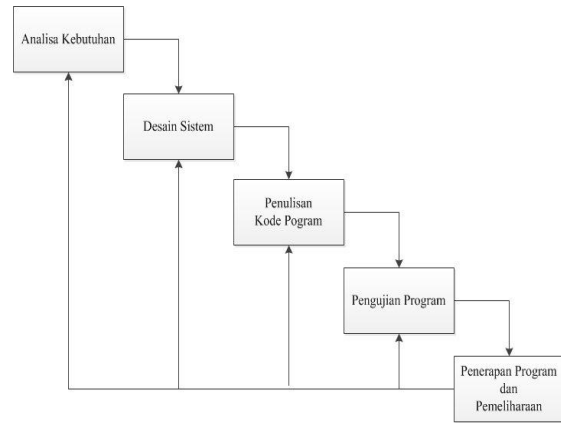 Analisa Kebutuhan
Desain Sistem
Penulisan
Kode Pogram
Pengujian Program
Penerapan Program
dan
Pemeliharaan